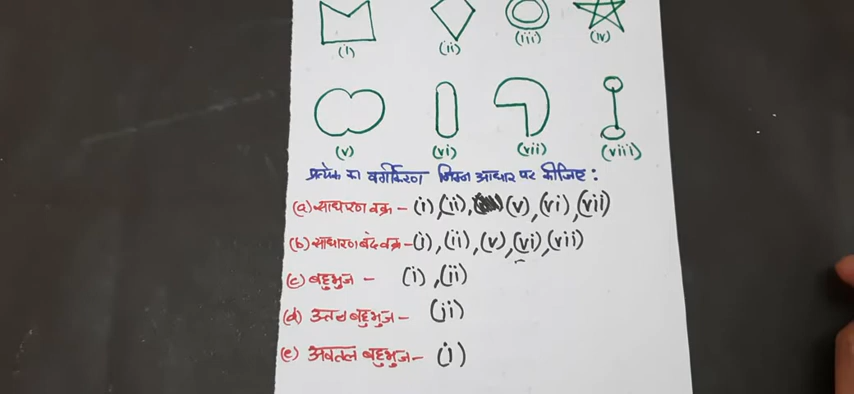 (i) (ii) (iii) (iv)
(v) (vi) (vii) (viii)
प्रत्येक का वर्गीकरण निम्न आधार पर कीजिए :
(a) साधारण वक्र - (i), (ii), (v), (vi), (vii)
(b) साधारण बंद वक्र - (i), (ii), (v), (vi), (vii)
(c) बहुभुज - (i), (ii)
(d) उत्तल बहुभुज - (ii)
(e) अवतल बहुभुज - (i)